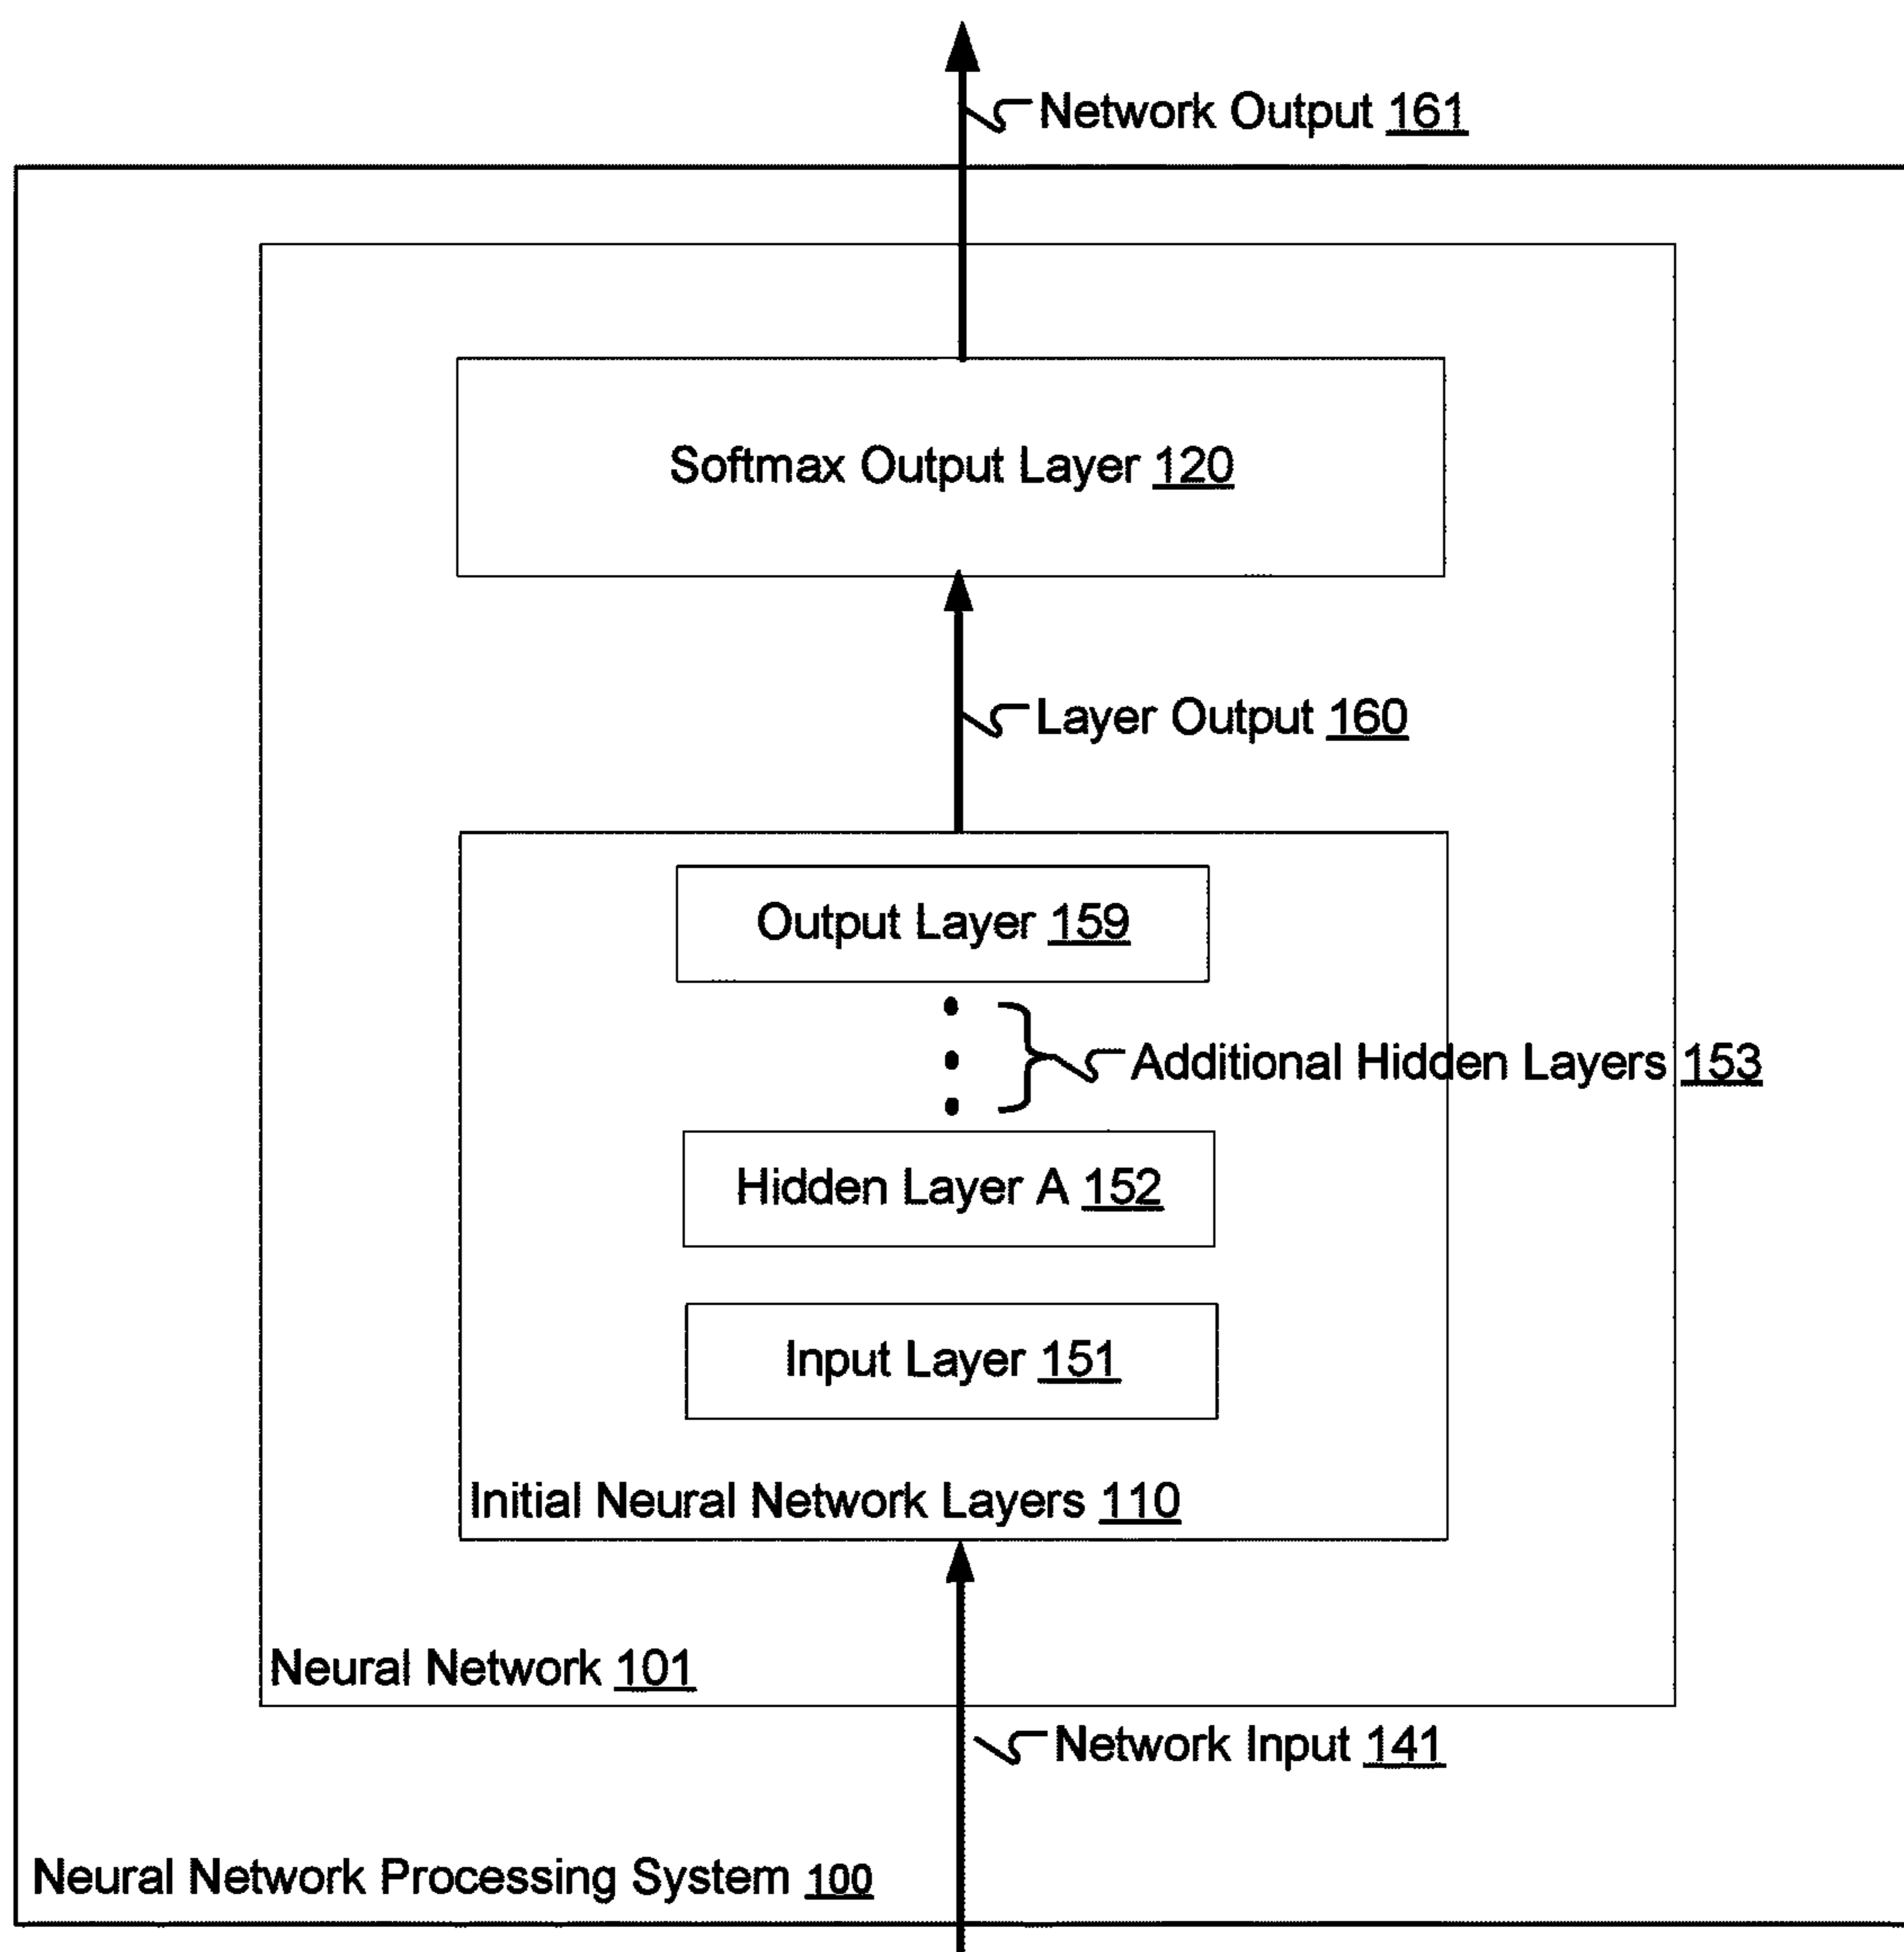 Network Output 161
Softmax Output Layer 120
Layer Output 160
Output Layer 159
Additional Hidden Layers 153
Hidden Layer A 152
Input Layer 151
Initial Neural Network Layers 110
Neural Network 101
Network Input 141
Neural Network Processing System 100